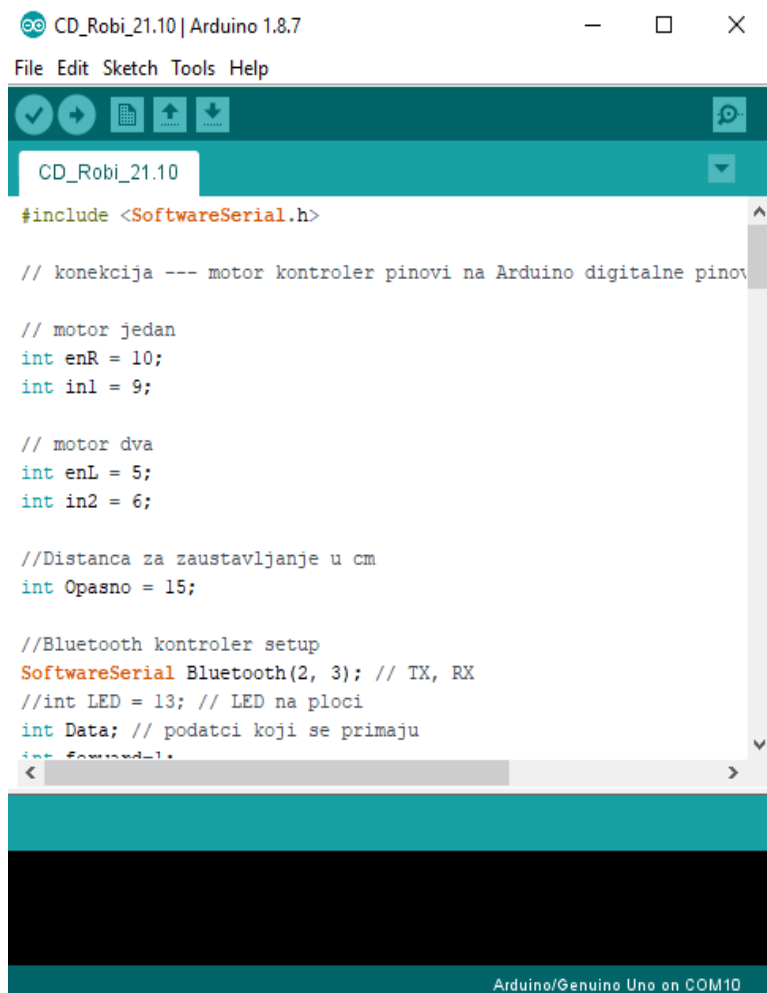 CD_Robi_21.10 | Arduino 1.8.7
File Edit Sketch Tools Help
CD_Robi_21.10
#include <SoftwareSerial.h>
// konekcija --- motor kontroler pinovi na Arduino digitalne pinov
// motor jedan
int enR = 10;
int in1 = 9;
// motor dva
int enL = 5;
int in2 = 6;
//Distanca za zaustavljanje u cm
int Opasno = 15;
//Bluetooth kontroler setup
SoftwareSerial Bluetooth(2, 3); // TX, RX
//int LED = 13; // LED na ploci
int Data; // podatci koji se primaju
int forward=1;
Arduino/Genuino Uno on COM10